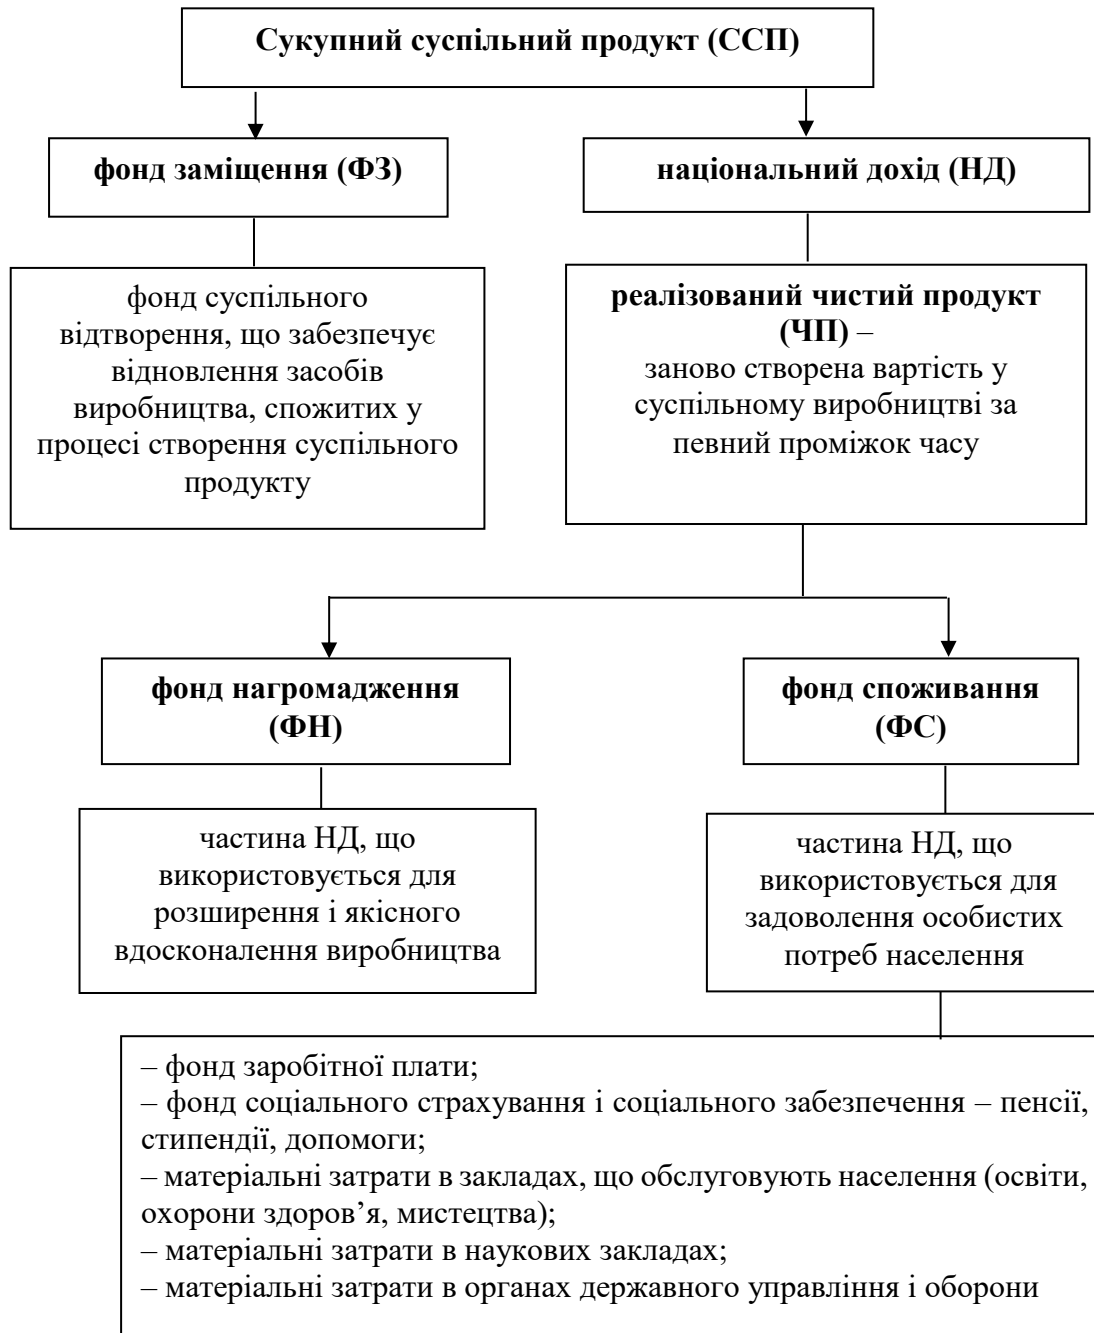 Сукупний суспільний продукт (ССП)
фонд заміщення (ФЗ)
національний дохід (НД)
фонд суспільного
відтворення, що забезпечує
відновлення засобів
виробництва, спожитих у
процесі створення суспільного
продукту
реалізований чистий продукт
(ЧП) –
заново створена вартість у
суспільному виробництві за
певний проміжок часу
фонд нагромадження
(ФН)
фонд споживання
(ФС)
частина НД, що
використовується для
розширення і якісного
вдосконалення виробництва
частина НД, що
використовується для
задоволення особистих
потреб населення
– фонд заробітної плати;
– фонд соціального страхування і соціального забезпечення – пенсії,
стипендії, допомоги;
– матеріальні затрати в закладах, що обслуговують населення (освіти,
охорони здоров’я, мистецтва);
– матеріальні затрати в наукових закладах;
– матеріальні затрати в органах державного управління і оборони